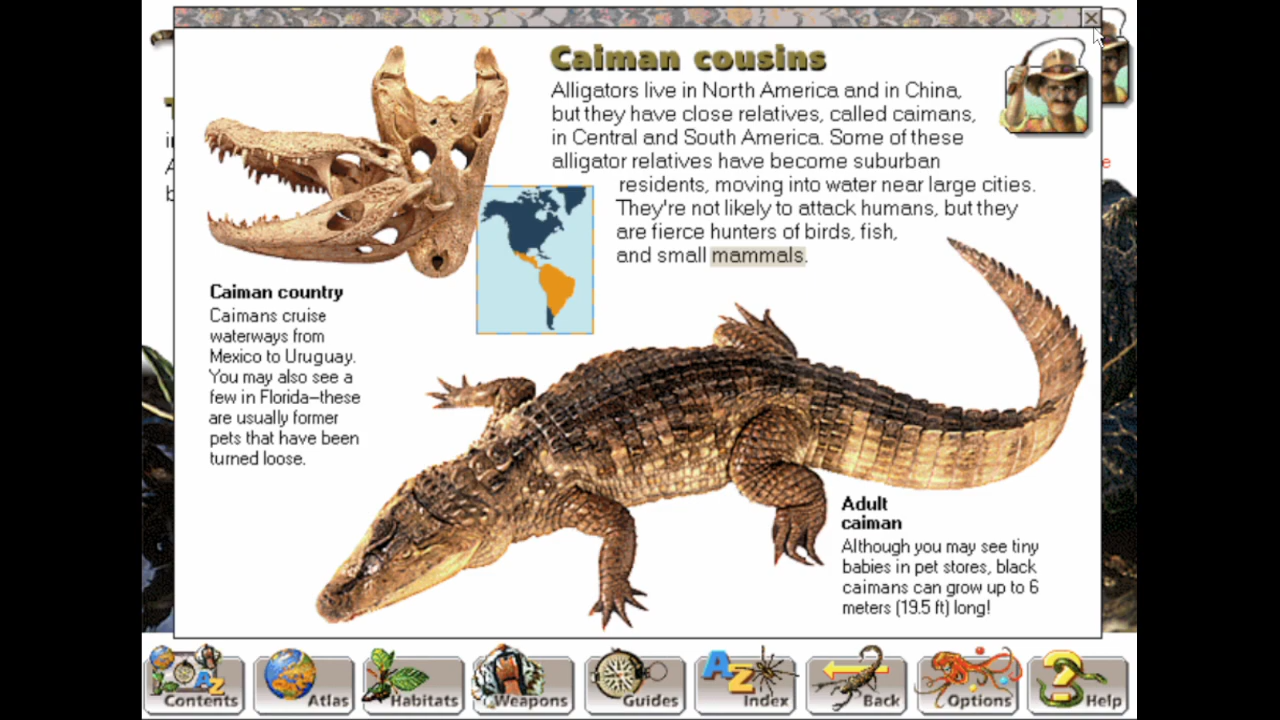 Caiman cousins
Alligators live in North America and in China,
but they have close relatives, called caimans,
in Central and South America. Some of these
alligator relatives have become suburban
residents, moving into water near large cities.
They're not likely to attack humans, but they
are fierce hunters of birds, fish,
and small mammals.
Caiman country
Caimans cruise
waterways from
Mexico to Uruguay.
You may also see a
few in Florida–these
are usually former
pets that have been
turned loose.
Adult
caiman
Although you may see tiny
babies in pet stores, black
caimans can grow up to 6
meters (19.5 ft) long!
Contents
Atlas
Habitats
Weapons
Guides
AZ
Index
Back
Options
? Help